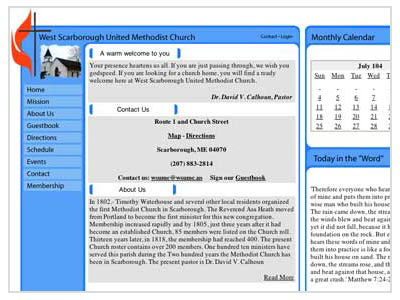 West Scarborough United Methodist Church
Contact - Login
Monthly Calendar
Home
Mission
About Us
Guestbook
Directions
Schedule
Events
Contact
Membership
A warm welcome to you
Your presence heartens us all. If you are just passing through, we wish you
godspeed. If you are looking for a church home, you will find a ready
welcome here at West Scarborough United Methodist.
Dr. David V. Calhoun, Pastor
Contact Us
Route 1 and Church Street
Map - Directions
Scarborough, ME 04070
(207) 883-2814
Contact us: woumc@woumc.us Sign our Guestbook
About Us
In 1802 - Timothy Waterhouse and several other local residents organized
the first Methodist Church in Scarborough. The Reverend Asa Heath moved
from Portland to become the first minister for this new congregation.
Membership increased rapidly and by 1805, just three years after it had
become an established Church, 85 members were listed on the Church roll.
Thirteen years later, in 1818, the membership had reached 400. The present
Church roster contains over 200 members. One hundred ten ministers have
served this parish during the Two hundred years the Methodist Church has
been in Scarborough. The present pastor is Dr. David V. Calhoun
Read More
July 104
Sun Mon Tue Wed
- - - -
4 5 6 7
11 12 13 14
18 19 20 21
25 26 27 28
Today in the "Word"
'Therefore everyone who hear
of mine and puts them into pr
wise man who built his house
The rain came down, the strea
the winds blew and beat again
yet it did not fall, because it h
foundation on the rock. But e
hears these words of mine and
them into practice is like a foo
built his house on sand. The r
down, the streams rose, and th
and beat against that house, a
a great crash.' Matthew 7:24-2